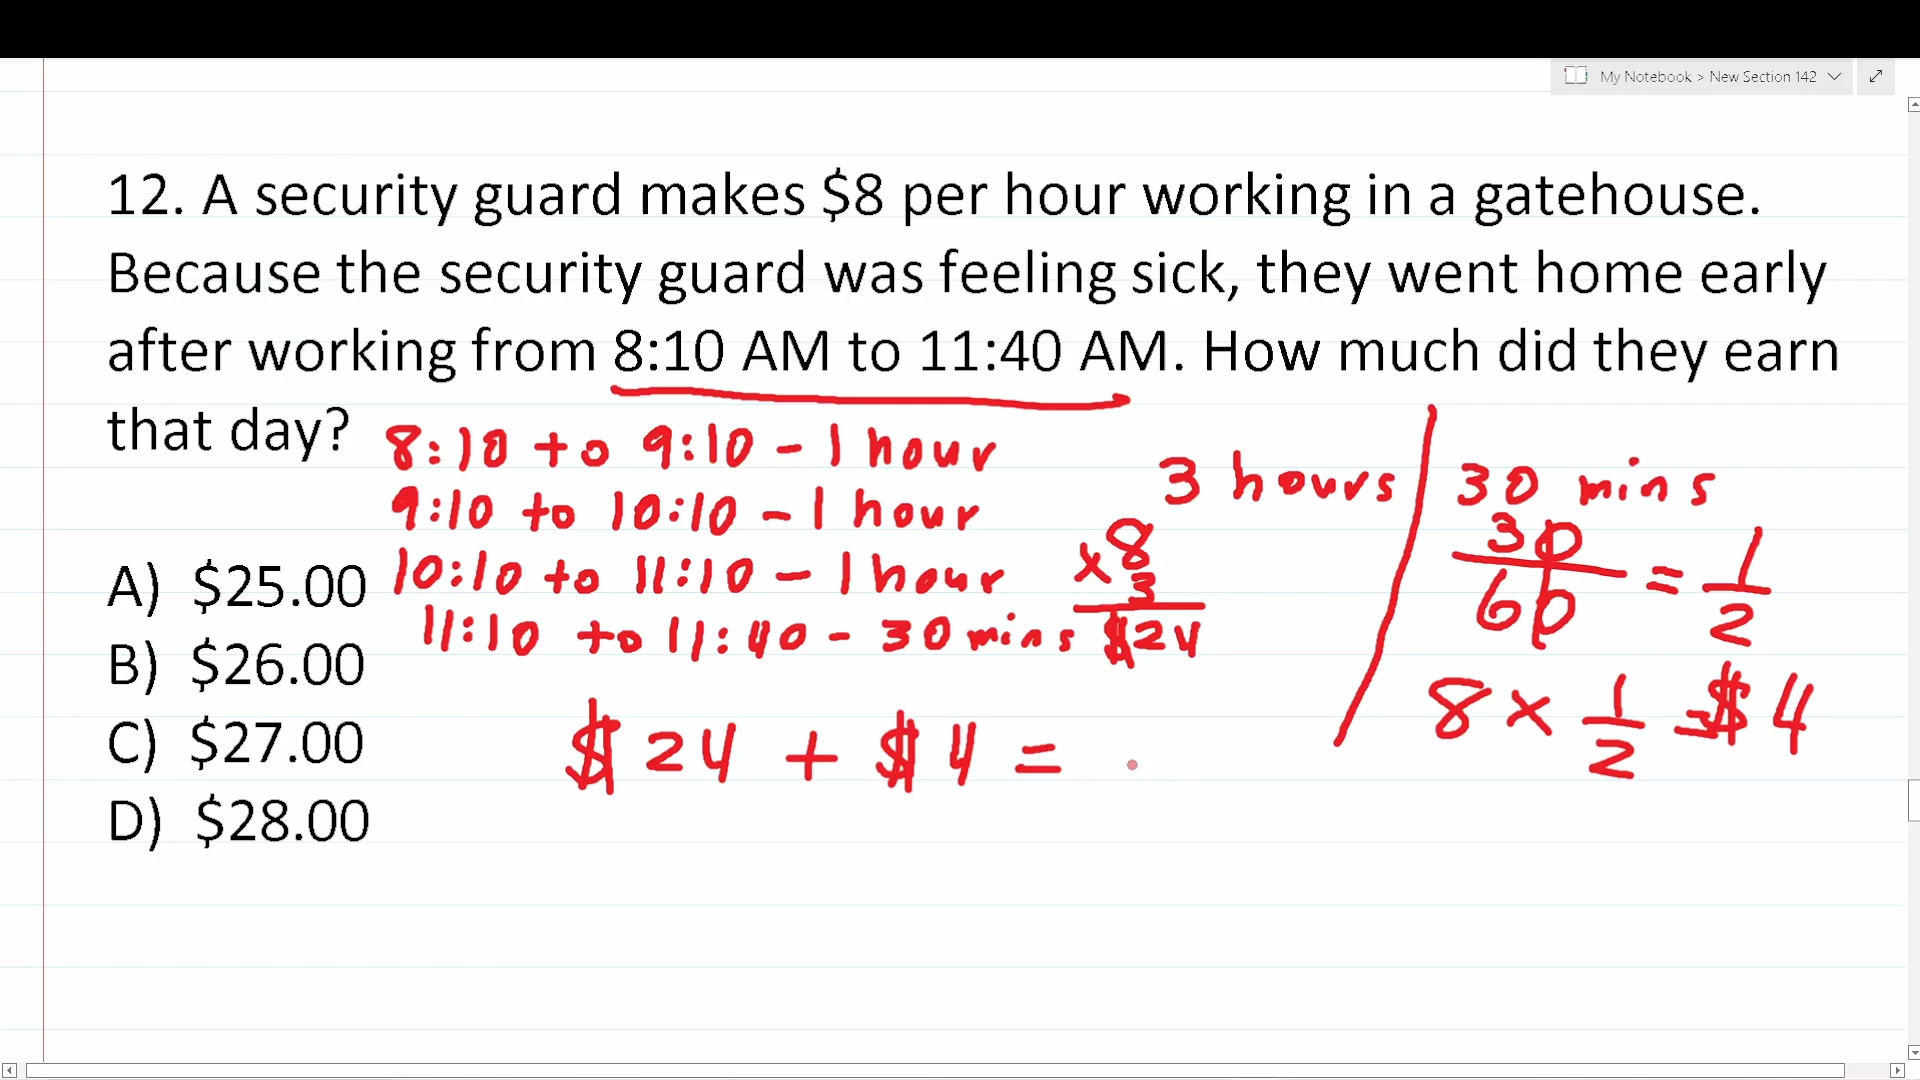 My Notebook > New Section 142
12. A security guard makes $8 per hour working in a gatehouse.
Because the security guard was feeling sick, they went home early
after working from 8:10 AM to 11:40 AM. How much did they earn
that day?
8:10 to 9:10 - 1 hour
9:10 to 10:10 - 1 hour
10:10 to 11:10 - 1 hour
11:10 to 11:40 - 30 mins
3 hours
8
x 3
$24
30 mins
30/60 = 1/2
8 x 1/2 = $4
$24 + $4 =
A) $25.00
B) $26.00
C) $27.00
D) $28.00